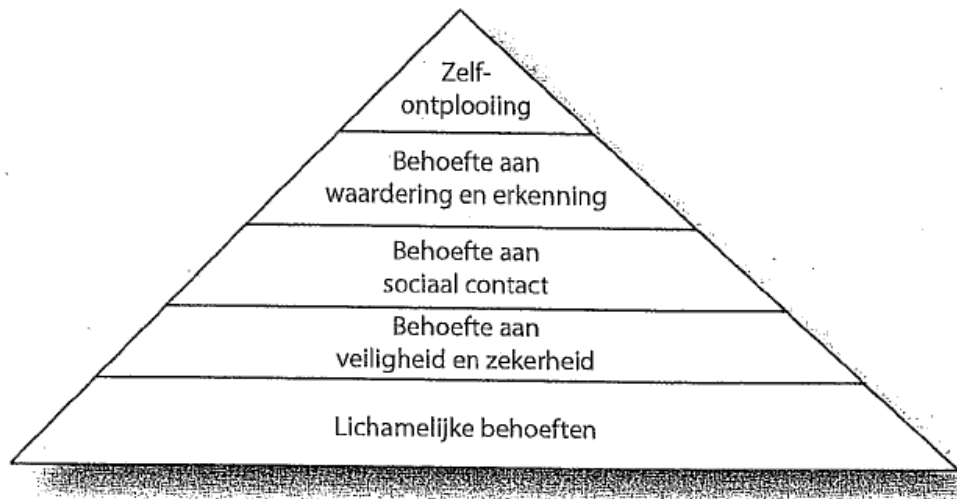 Zelf-
ontplooiing
Behoefte aan
waardering en erkenning
Behoefte aan
sociaal contact
Behoefte aan
veiligheid en zekerheid
Lichamelijke behoeften